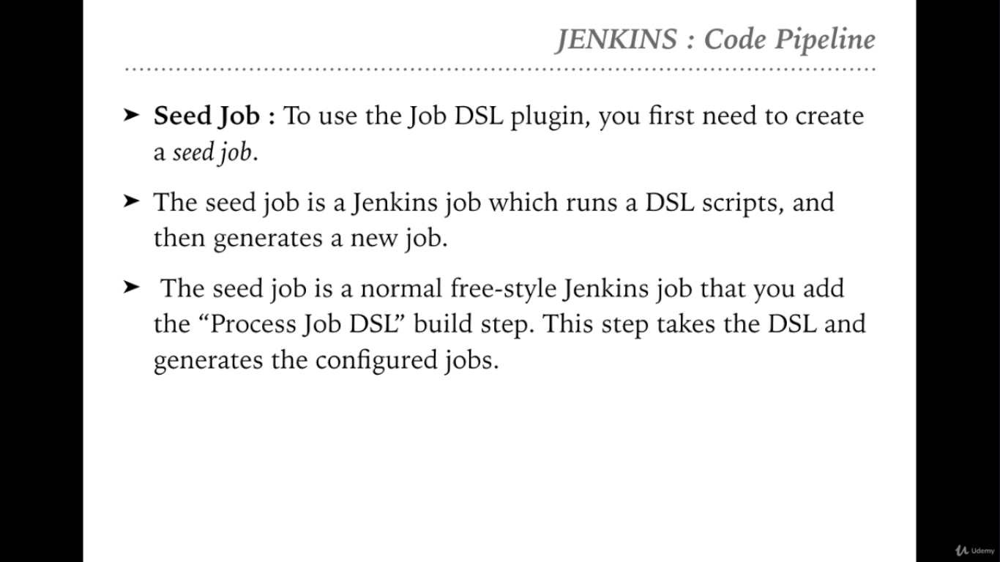 JENKINS : Code Pipeline
➤ Seed Job : To use the Job DSL plugin, you first need to create
a seed job.
➤ The seed job is a Jenkins job which runs a DSL scripts, and
then generates a new job.
➤ The seed job is a normal free-style Jenkins job that you add
the “Process Job DSL” build step. This step takes the DSL and
generates the configured jobs.
Udemy